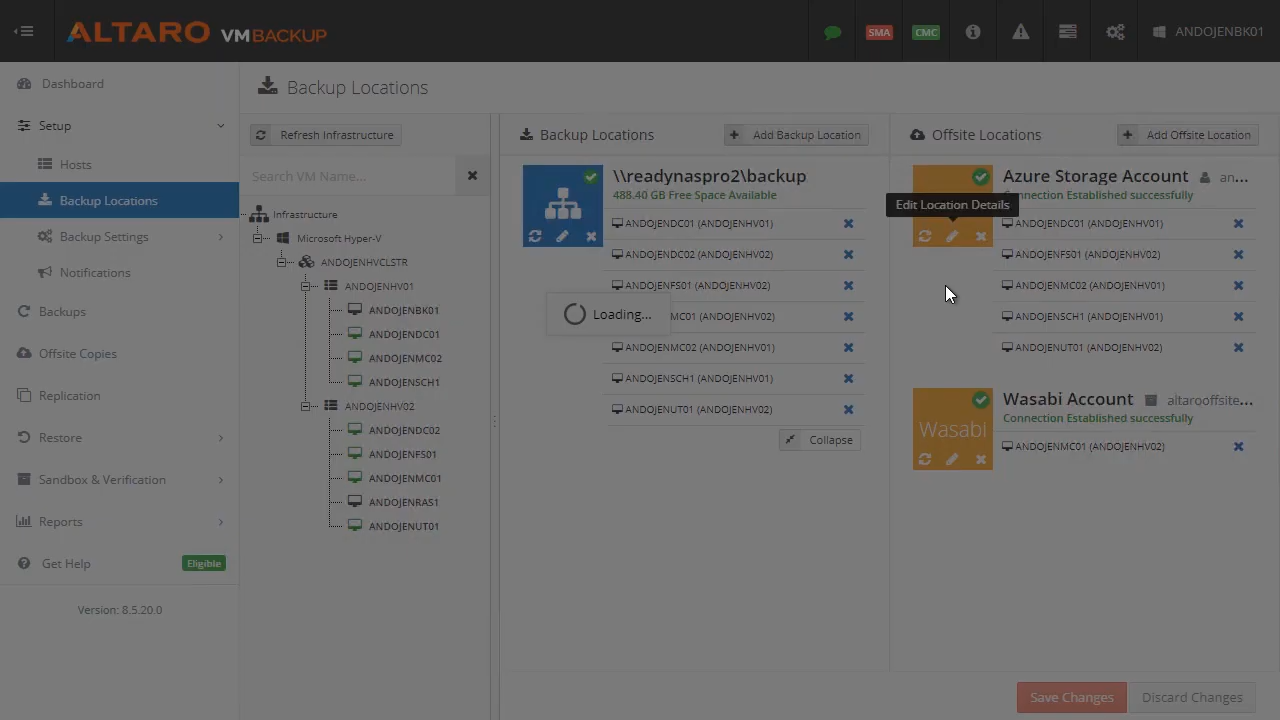 ALTARO VMBACKUP
SMA
CMC
ANDOJENBK01
Dashboard
Setup
Hosts
Backup Locations
Backup Settings
Notifications
Backups
Offsite Copies
Replication
Restore
Sandbox & Verification
Reports
Get Help
Eligible
Version: 8.5.20.0
Backup Locations
Refresh Infrastructure
Search VM Name...
Infrastructure
Microsoft Hyper-V
ANDOJENHVCLSTR
ANDOJENHV01
ANDOJENBK01
ANDOJENDC01
ANDOJENMC02
ANDOJENSCH1
ANDOJENHV02
ANDOJENDC02
ANDOJENFS01
ANDOJENMC01
ANDOJENRAS1
ANDOJENUT01
Backup Locations
Add Backup Location
\\readynaspro2\backup
488.40 GB Free Space Available
ANDOJENDC01 (ANDOJENHV01)
ANDOJENDC02 (ANDOJENHV02)
ANDOJENFS01 (ANDOJENHV02)
MC01 (ANDOJENHV02)
ANDOJENMC02 (ANDOJENHV01)
ANDOJENSCH1 (ANDOJENHV01)
ANDOJENUT01 (ANDOJENHV02)
Collapse
Loading...
Offsite Locations
Add Offsite Location
Azure Storage Account an...
Connection Established successfully
Edit Location Details
ANDOJENDC01 (ANDOJENHV01)
ANDOJENFS01 (ANDOJENHV02)
ANDOJENMC02 (ANDOJENHV01)
ANDOJENSCH1 (ANDOJENHV01)
ANDOJENUT01 (ANDOJENHV02)
Wasabi
Wasabi Account altarooffsite...
Connection Established successfully
ANDOJENMC01 (ANDOJENHV02)
Save Changes
Discard Changes